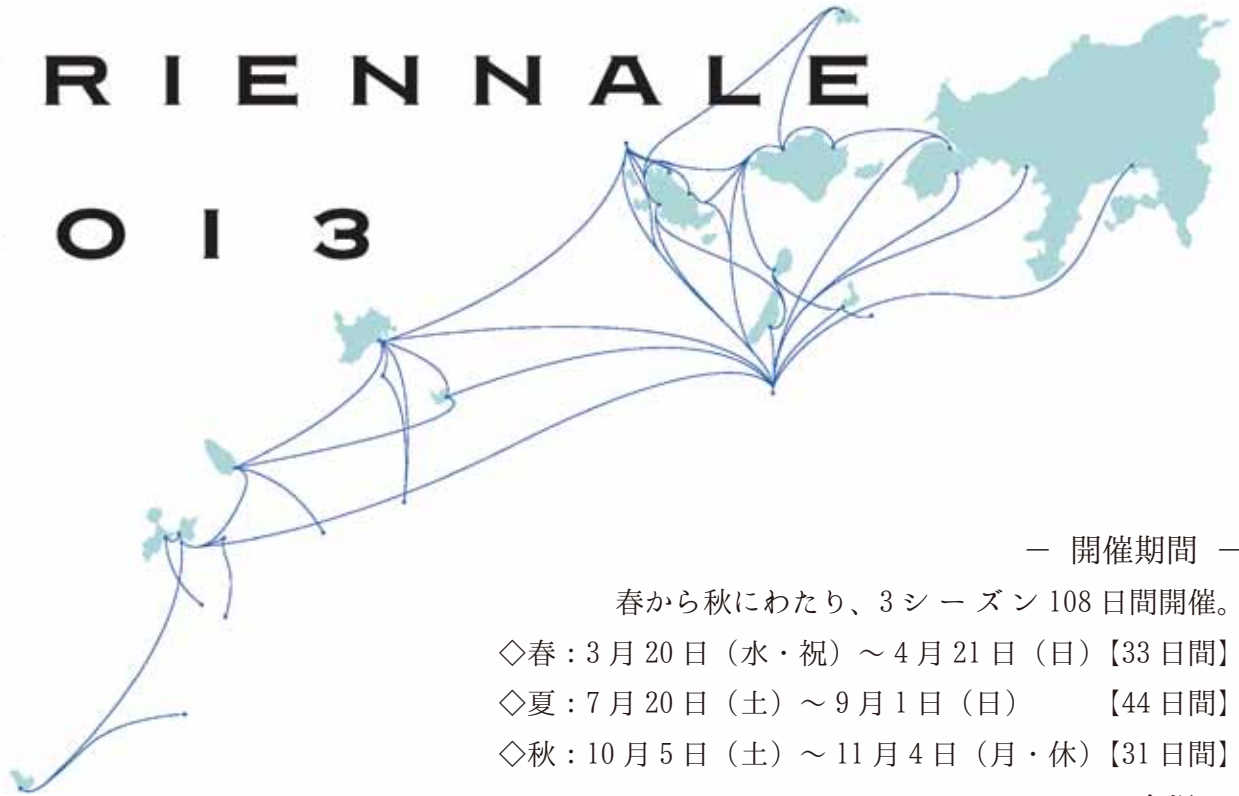 RIENNALE
013
― 開催期間 ―
春から秋にわたり、3シーズン108日間開催。
◇春：3月20日（水・祝）～4月21日（日）【33日間】
◇夏：7月20日（土）～9月1日（日）　　【44日間】
◇秋：10月5日（土）～11月4日（月・休）【31日間】